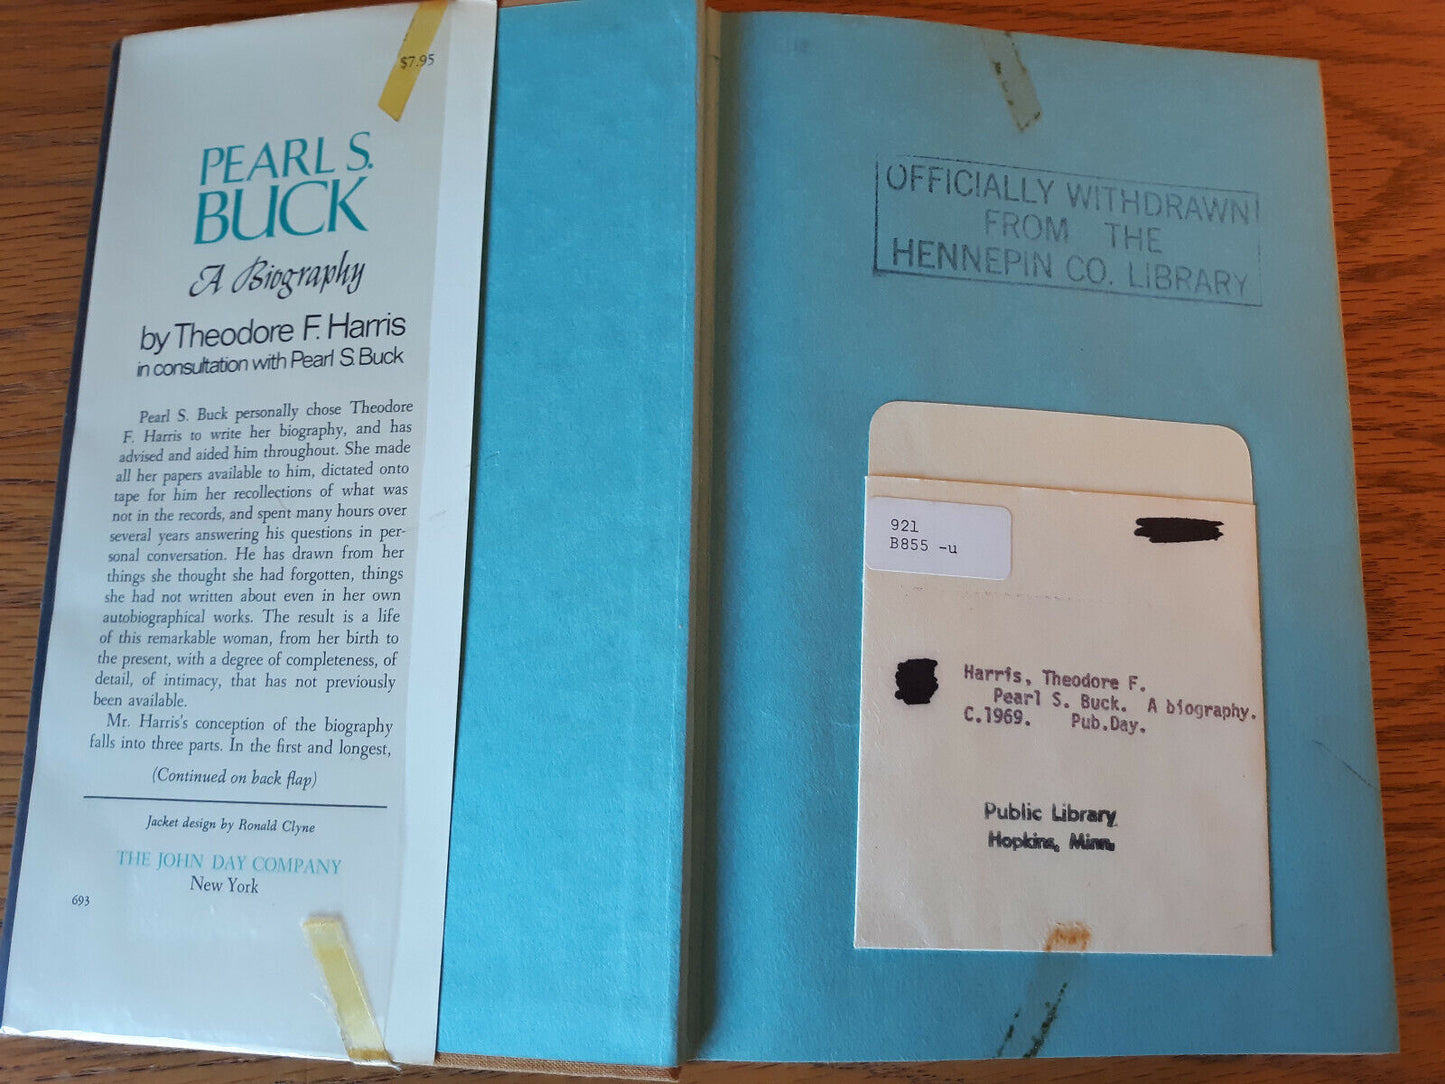 $7.95
PEARL S.
BUCK
A Biography
by Theodore F. Harris
in consultation with Pearl S. Buck
Pearl S. Buck personally chose Theodore
F. Harris to write her biography, and has
advised and aided him throughout. She made
all her papers available to him, dictated onto
tape for him her recollections of what was
not in the records, and spent many hours over
several years answering his questions in per-
sonal conversation. He has drawn from her
things she thought she had forgotten, things
she had not written about even in her own
autobiographical works. The result is a life
of this remarkable woman, from her birth to
the present, with a degree of completeness, of
detail, of intimacy, that has not previously
been available.
Mr. Harris's conception of the biography
falls into three parts. In the first and longest,
(Continued on back flap)
Jacket design by Ronald Clyne
THE JOHN DAY COMPANY
New York
693
OFFICIALLY WITHDRAWN
FROM THE
HENNEPIN CO. LIBRARY
921
B855 -u
Harris, Theodore F.
Pearl S. Buck. A biography.
C.1969. Pub.Day.
Public Library
Hopkins, Minn.